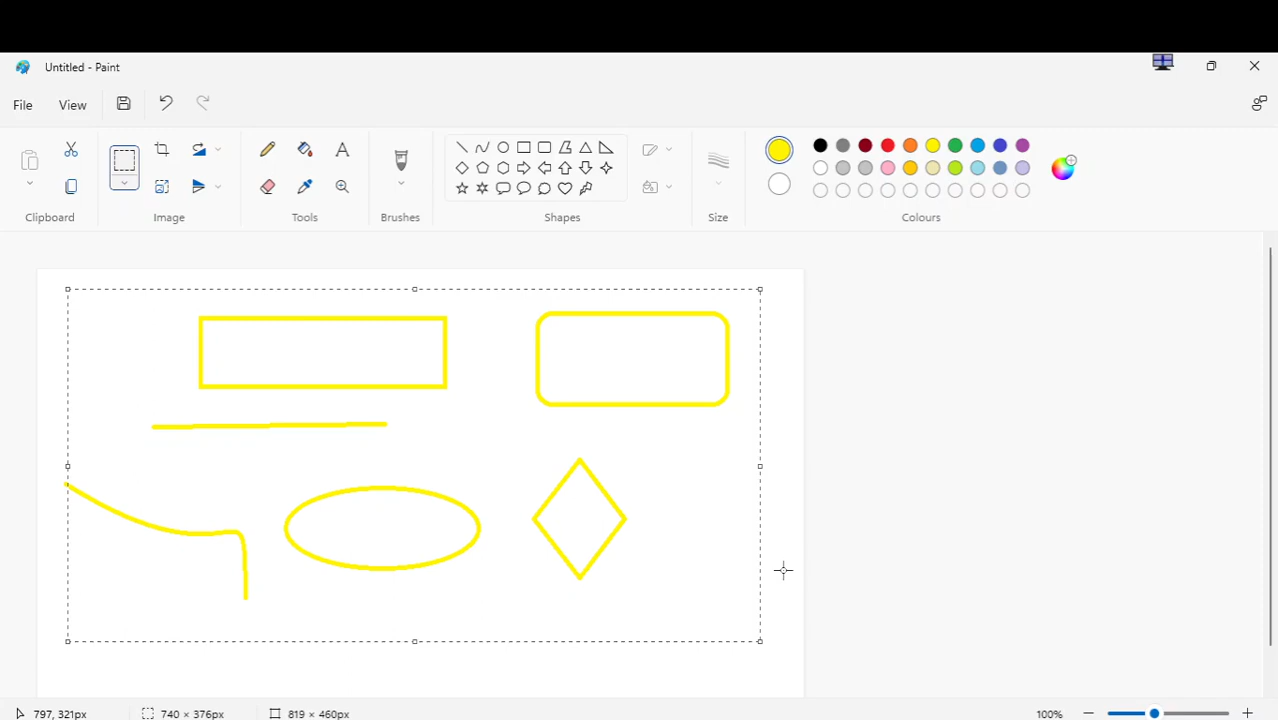 Untitled - Paint
File View
Clipboard Image Tools Brushes Shapes Size Colours
797, 321px 740 × 376px 819 × 460px 100%